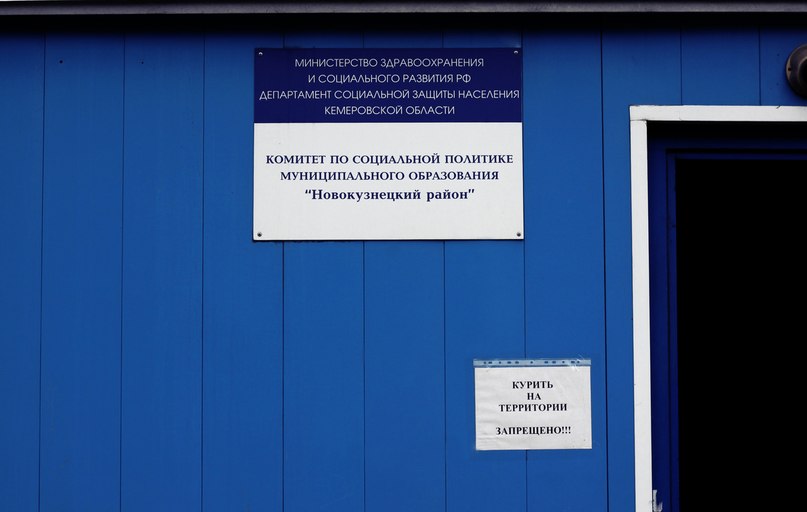 МИНИСТЕРСТВО ЗДРАВООХРАНЕНИЯ
И СОЦИАЛЬНОГО РАЗВИТИЯ РФ
ДЕПАРТАМЕНТ СОЦИАЛЬНОЙ ЗАЩИТЫ НАСЕЛЕНИЯ
КЕМЕРОВСКОЙ ОБЛАСТИ
КОМИТЕТ ПО СОЦИАЛЬНОЙ ПОЛИТИКЕ
МУНИЦИПАЛЬНОГО ОБРАЗОВАНИЯ
"Новокузнецкий район"
КУРИТЬ
НА
ТЕРРИТОРИИ
ЗАПРЕЩЕНО!!!